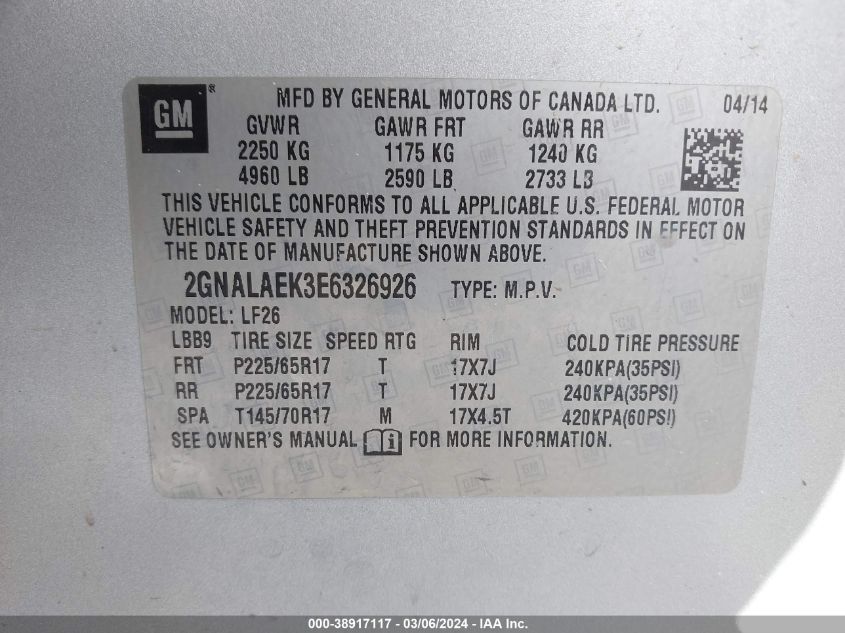 GM ® MFD BY GENERAL MOTORS OF CANADA LTD. 04/14
GVWR GAWR FRT GAWR RR
2250 KG 1175 KG 1240 KG
4960 LB 2590 LB 2733 LB
THIS VEHICLE CONFORMS TO ALL APPLICABLE U.S. FEDERAL MOTOR
VEHICLE SAFETY AND THEFT PREVENTION STANDARDS IN EFFECT ON
THE DATE OF MANUFACTURE SHOWN ABOVE.
2GNALAEK3E6326926 TYPE: M.P.V.
MODEL: LF26
LBB9 TIRE SIZE SPEED RTG RIM COLD TIRE PRESSURE
FRT P225/65R17 T 17X7J 240KPA(35PSI)
RR P225/65R17 T 17X7J 240KPA(35PSI)
SPA T145/70R17 M 17X4.5T 420KPA(60PSI)
SEE OWNER'S MANUAL FOR MORE INFORMATION.
000-38917117 - 03/06/2024 - IAA Inc.